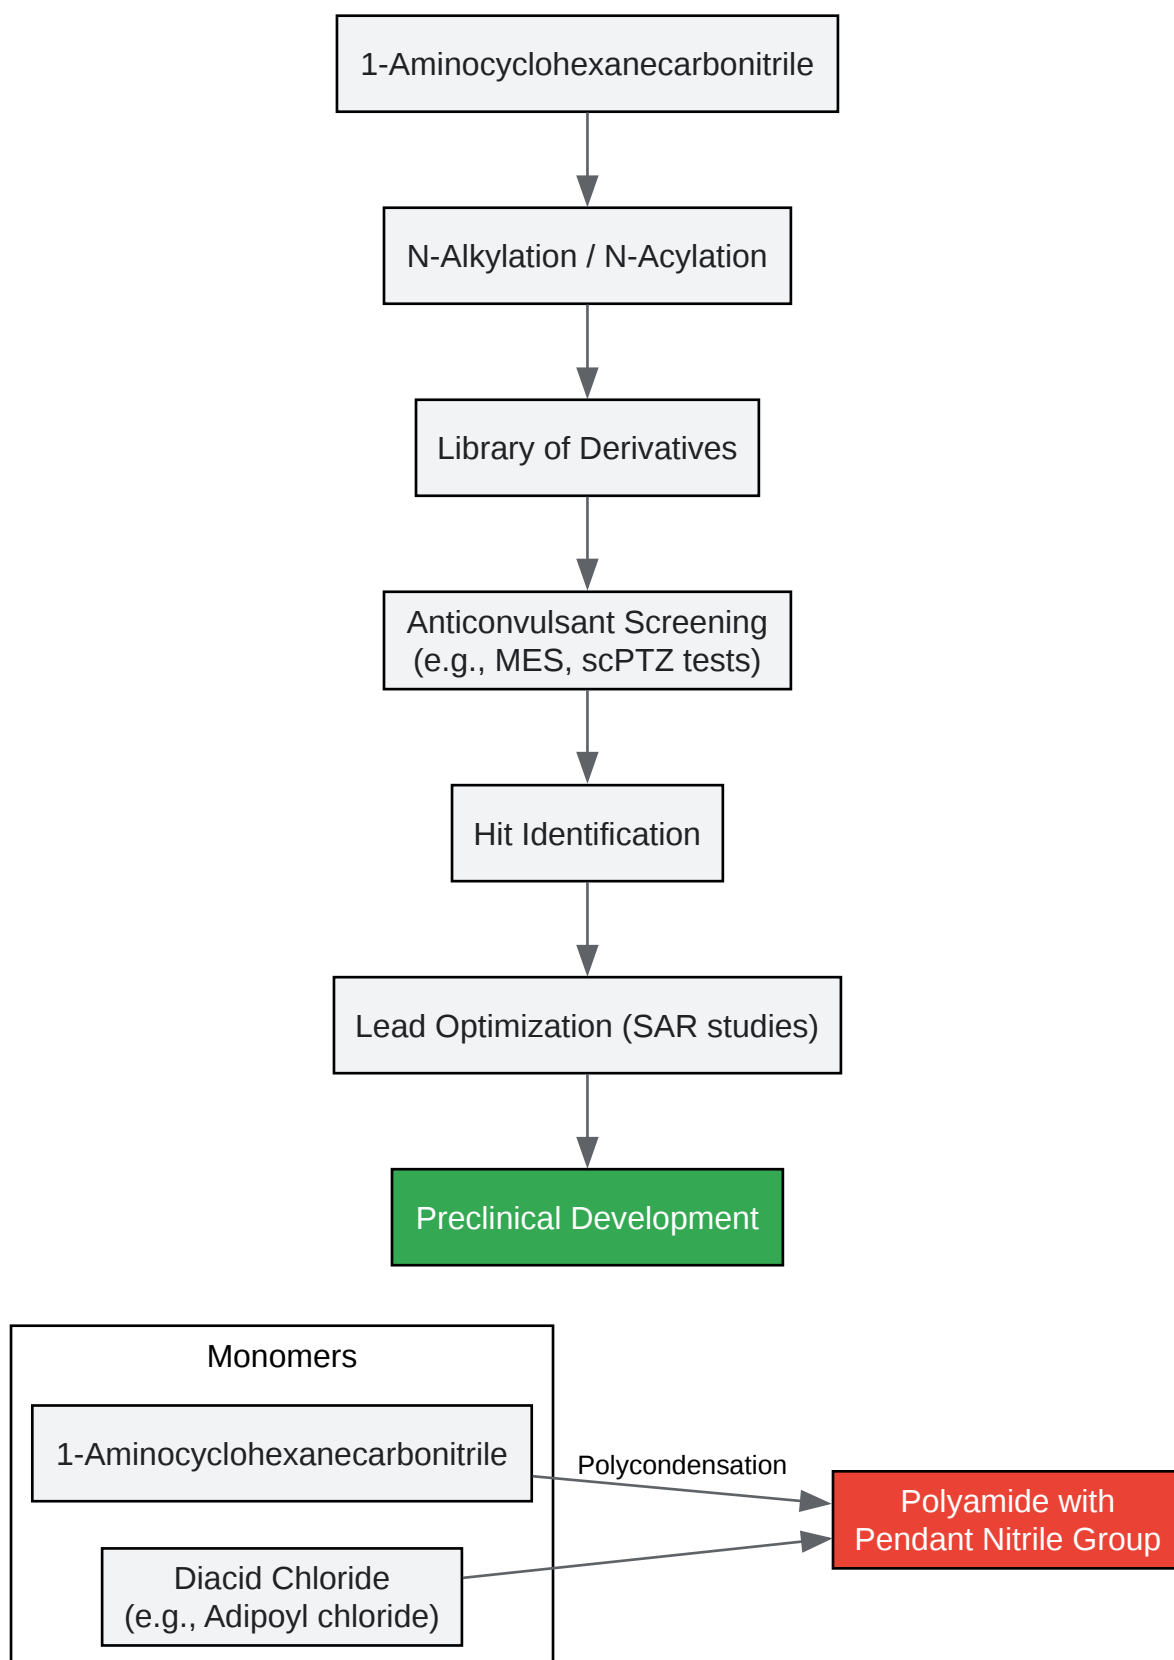 1-Aminocyclohexanecarbonitrile
N-Alkylation / N-Acylation
Library of Derivatives
Anticonvulsant Screening
(e.g., MES, scPTZ tests)
Hit Identification
Lead Optimization (SAR studies)
Preclinical Development
Monomers
1-Aminocyclohexanecarbonitrile
Polycondensation
Polyamide with
Pendant Nitrile Group
Diacid Chloride
(e.g., Adipoyl chloride)